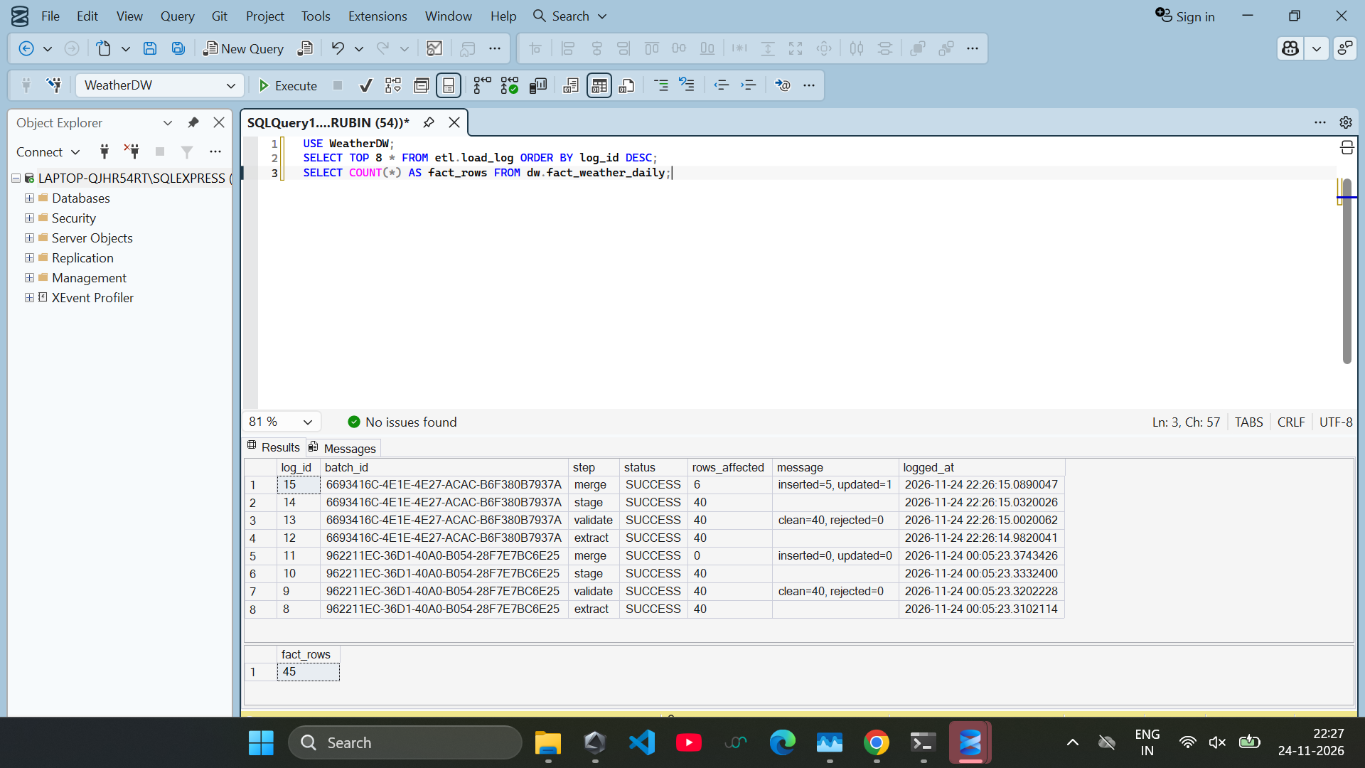 File Edit View Query Git Project Tools Extensions Window Help Search Sign in
New Query
WeatherDW Execute
Object Explorer
SQLQuery1....RUBIN (54))*
Connect
LAPTOP-QJHR54RT\SQLEXPRESS (
Databases
Security
Server Objects
Replication
Management
XEvent Profiler
1 USE WeatherDW;
2 SELECT TOP 8 * FROM etl.load_log ORDER BY log_id DESC;
3 SELECT COUNT(*) AS fact_rows FROM dw.fact_weather_daily;
81 % No issues found Ln: 3, Ch: 57 TABS CRLF UTF-8
Results Messages
log_id batch_id step status rows_affected message logged_at
1 15 6693416C-4E1E-4E27-ACAC-B6F380B7937A merge SUCCESS 6 inserted=5, updated=1 2026-11-24 22:26:15.0890047
2 14 6693416C-4E1E-4E27-ACAC-B6F380B7937A stage SUCCESS 40 2026-11-24 22:26:15.0320026
3 13 6693416C-4E1E-4E27-ACAC-B6F380B7937A validate SUCCESS 40 clean=40, rejected=0 2026-11-24 22:26:15.0020062
4 12 6693416C-4E1E-4E27-ACAC-B6F380B7937A extract SUCCESS 40 2026-11-24 22:26:14.9820041
5 11 962211EC-36D1-40A0-B054-28F7E7BC6E25 merge SUCCESS 0 inserted=0, updated=0 2026-11-24 00:05:23.3743426
6 10 962211EC-36D1-40A0-B054-28F7E7BC6E25 stage SUCCESS 40 2026-11-24 00:05:23.3332400
7 9 962211EC-36D1-40A0-B054-28F7E7BC6E25 validate SUCCESS 40 clean=40, rejected=0 2026-11-24 00:05:23.3202228
8 8 962211EC-36D1-40A0-B054-28F7E7BC6E25 extract SUCCESS 40 2026-11-24 00:05:23.3102114
fact_rows
1 45
Search
ENG
IN
22:27
24-11-2026